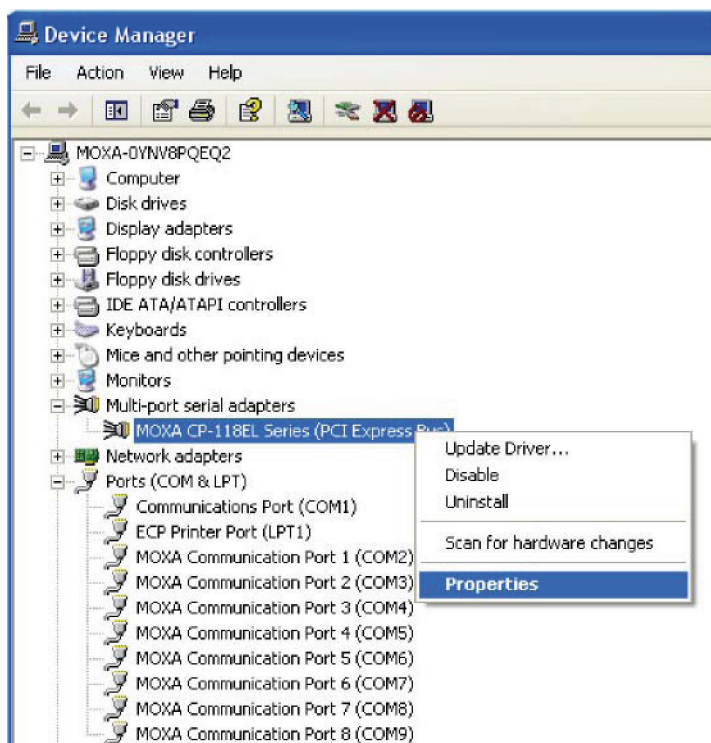 Device Manager
File Action View Help
MOXA-0YNV8PQEQ2
Computer
Disk drives
Display adapters
Floppy disk controllers
Floppy disk drives
IDE ATA/ATAPI controllers
Keyboards
Mice and other pointing devices
Monitors
Multi-port serial adapters
MOXA CP-118EL Series (PCI Express Bus)
Update Driver...
Disable
Uninstall
Scan for hardware changes
Properties
Network adapters
Ports (COM & LPT)
Communications Port (COM1)
ECP Printer Port (LPT1)
MOXA Communication Port 1 (COM2)
MOXA Communication Port 2 (COM3)
MOXA Communication Port 3 (COM4)
MOXA Communication Port 4 (COM5)
MOXA Communication Port 5 (COM6)
MOXA Communication Port 6 (COM7)
MOXA Communication Port 7 (COM8)
MOXA Communication Port 8 (COM9)